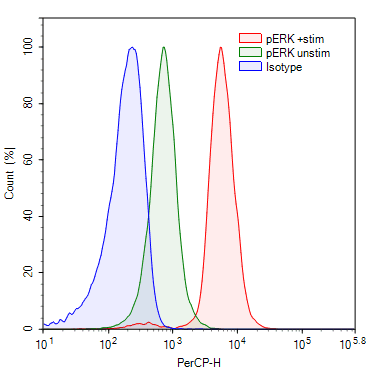 pERK +stim
pERK unstim
Isotype
100
80
60
40
20
0
Count (%)
10^1 10^2 10^3 10^4 10^5 10^5.8
PerCP-H